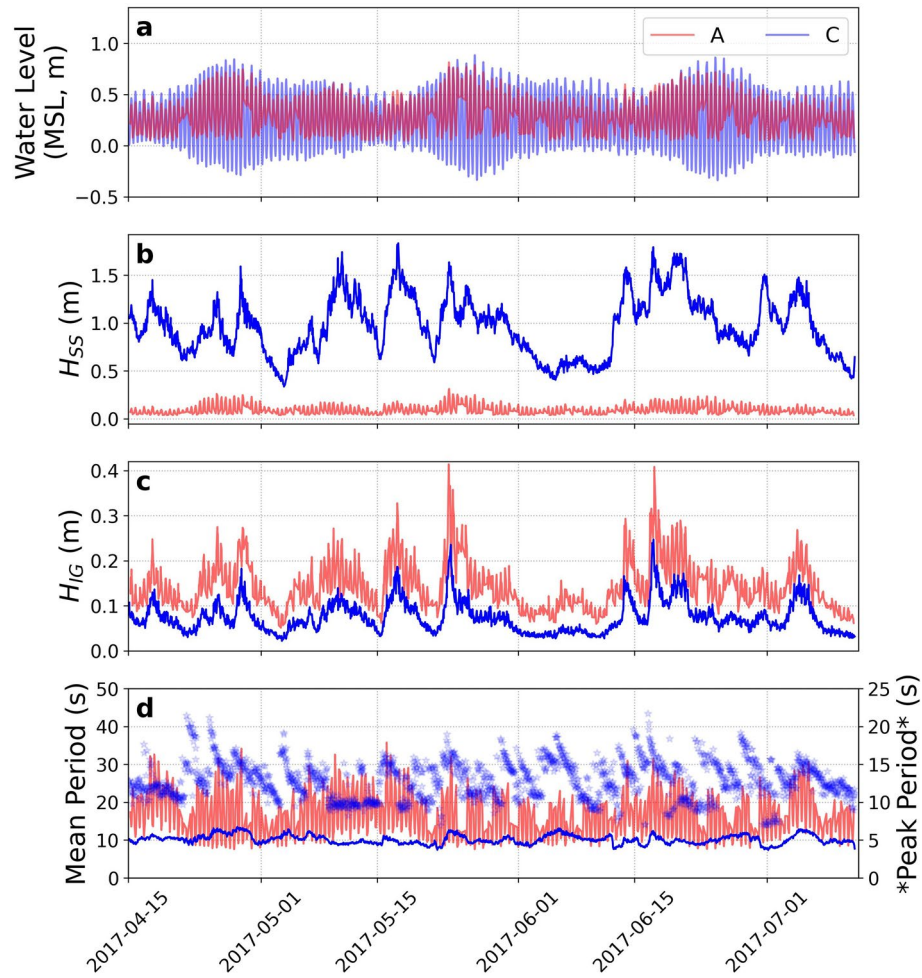 a
A
C
Water Level
(MSL, m)
1.0
0.5
0.0
−0.5
b
H_SS (m)
1.5
1.0
0.5
0.0
c
H_IG (m)
0.4
0.3
0.2
0.1
0.0
d
Mean Period (s)
50
40
30
20
10
0
25
20
15
10
5
0
*Peak Period* (s)
2017-04-15
2017-05-01
2017-05-15
2017-06-01
2017-06-15
2017-07-01